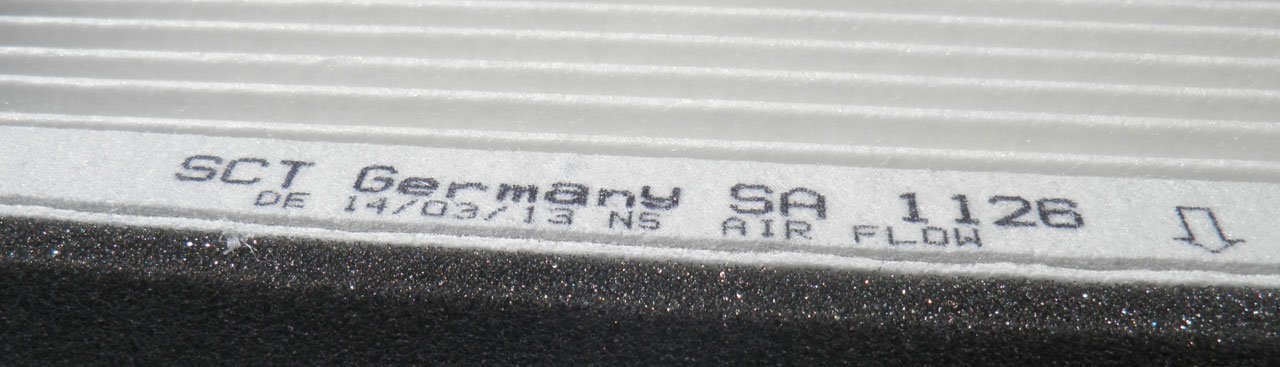 SCT Germany SA 1126
DE 14/03/13 NS AIR FLOW